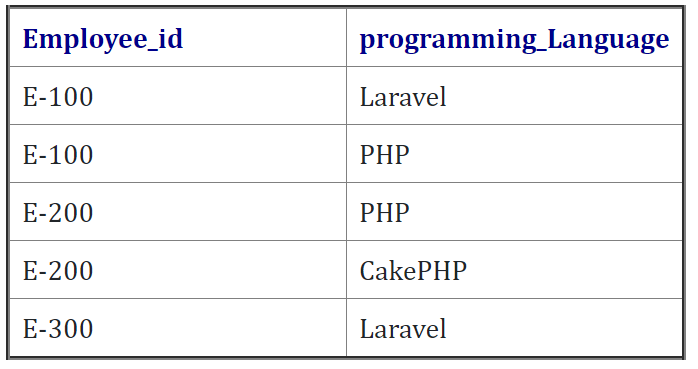 Employee_id programming_Language
E-100 Laravel
E-100 PHP
E-200 PHP
E-200 CakePHP
E-300 Laravel